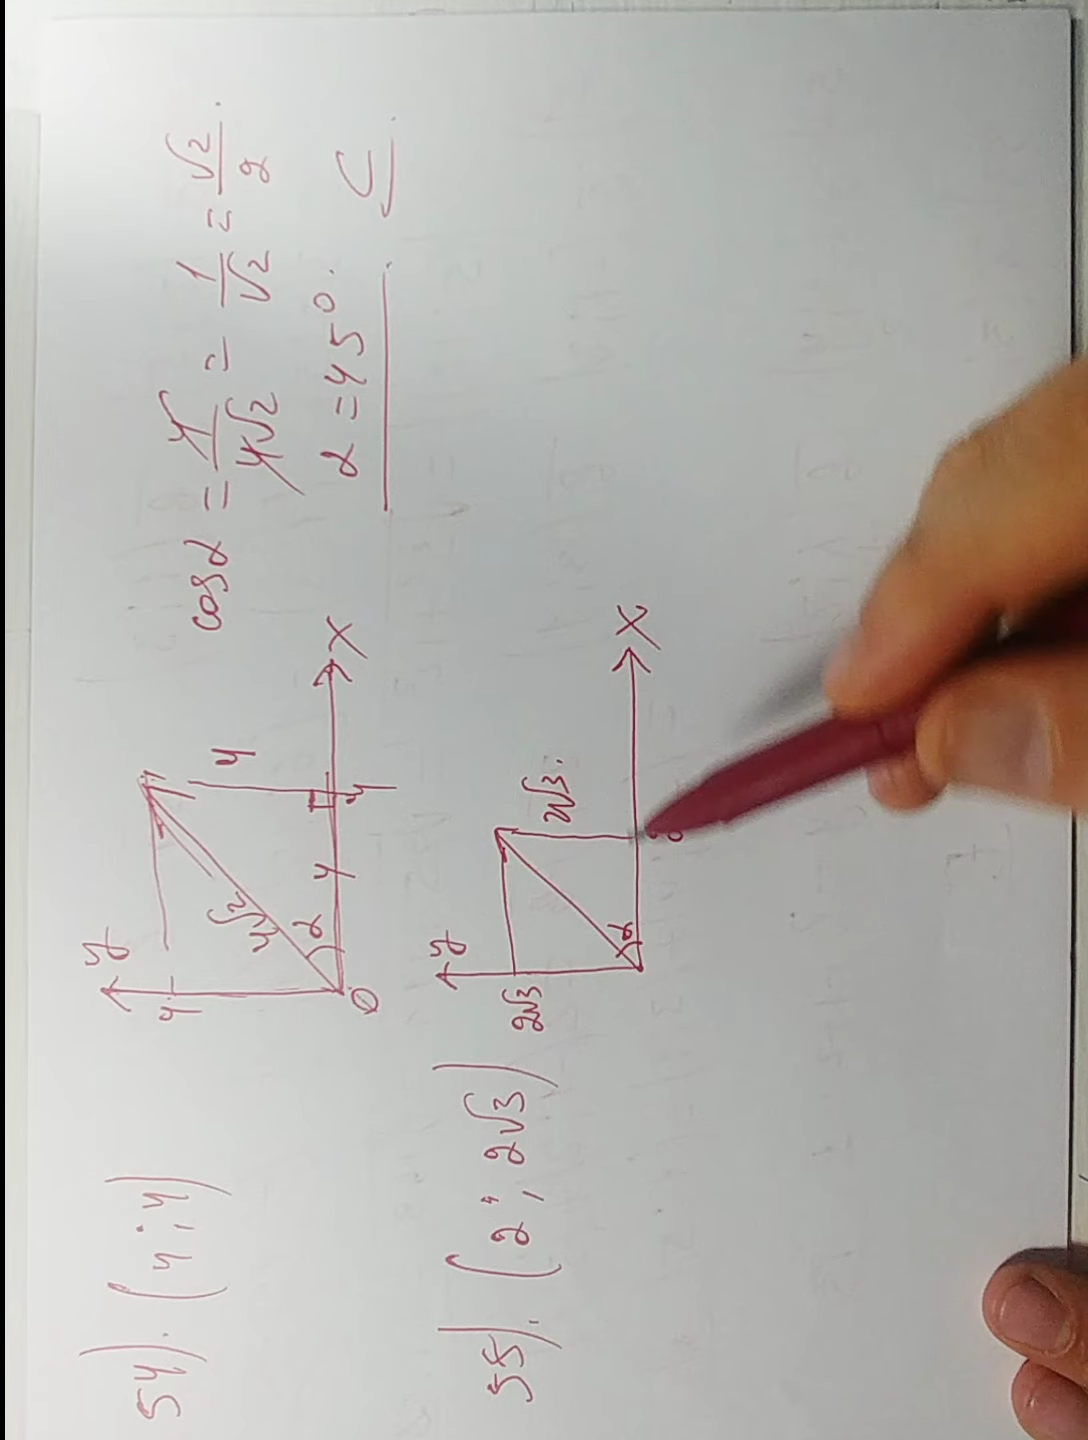 54). (4;4)
y
4
4√2
α
4
4
4
O
X
cosα = 4/4√2 = 1/√2 = √2/2.
α = 45°.
C.
55). (2; 2√3)
y
2√3
α
2√3.
X